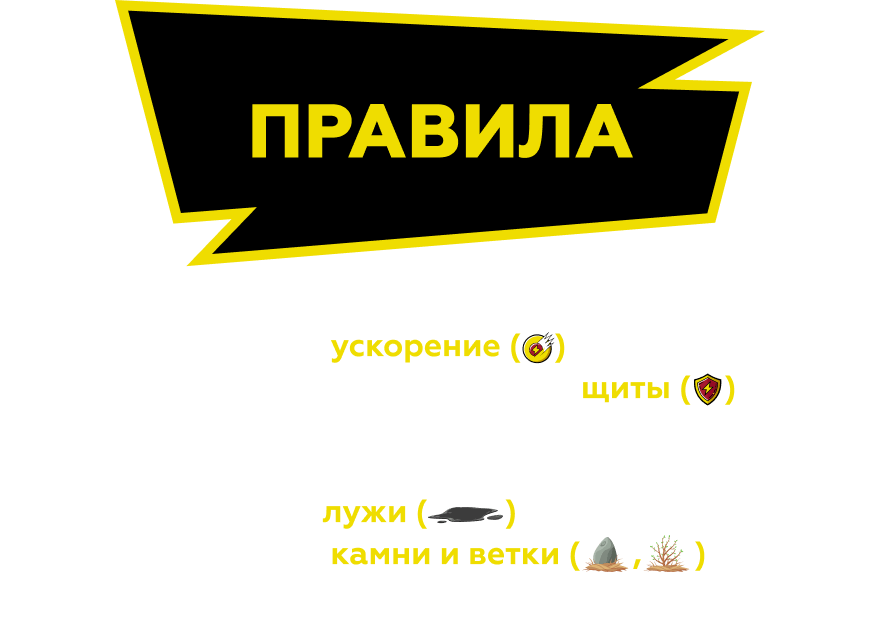 ПРАВИЛА
ускорение ( )
щиты ( )
лужи ( )
камни и ветки ( , )